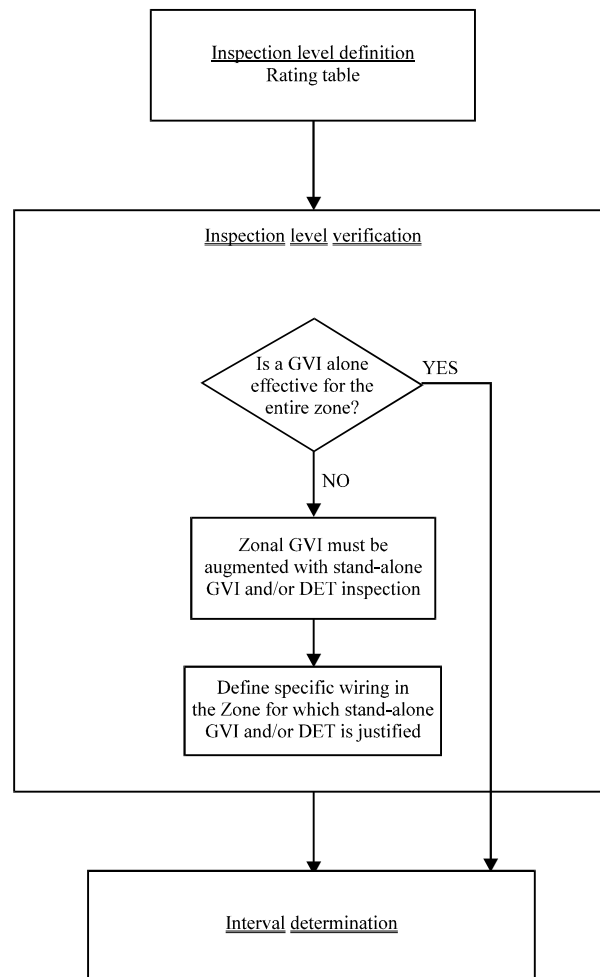 Inspection level definition
Rating table
Inspection level verification
Is a GVI alone
effective for the
entire zone?
YES
NO
Zonal GVI must be
augmented with stand-alone
GVI and/or DET inspection
Define specific wiring in
the Zone for which stand-alone
GVI and/or DET is justified
Interval determination